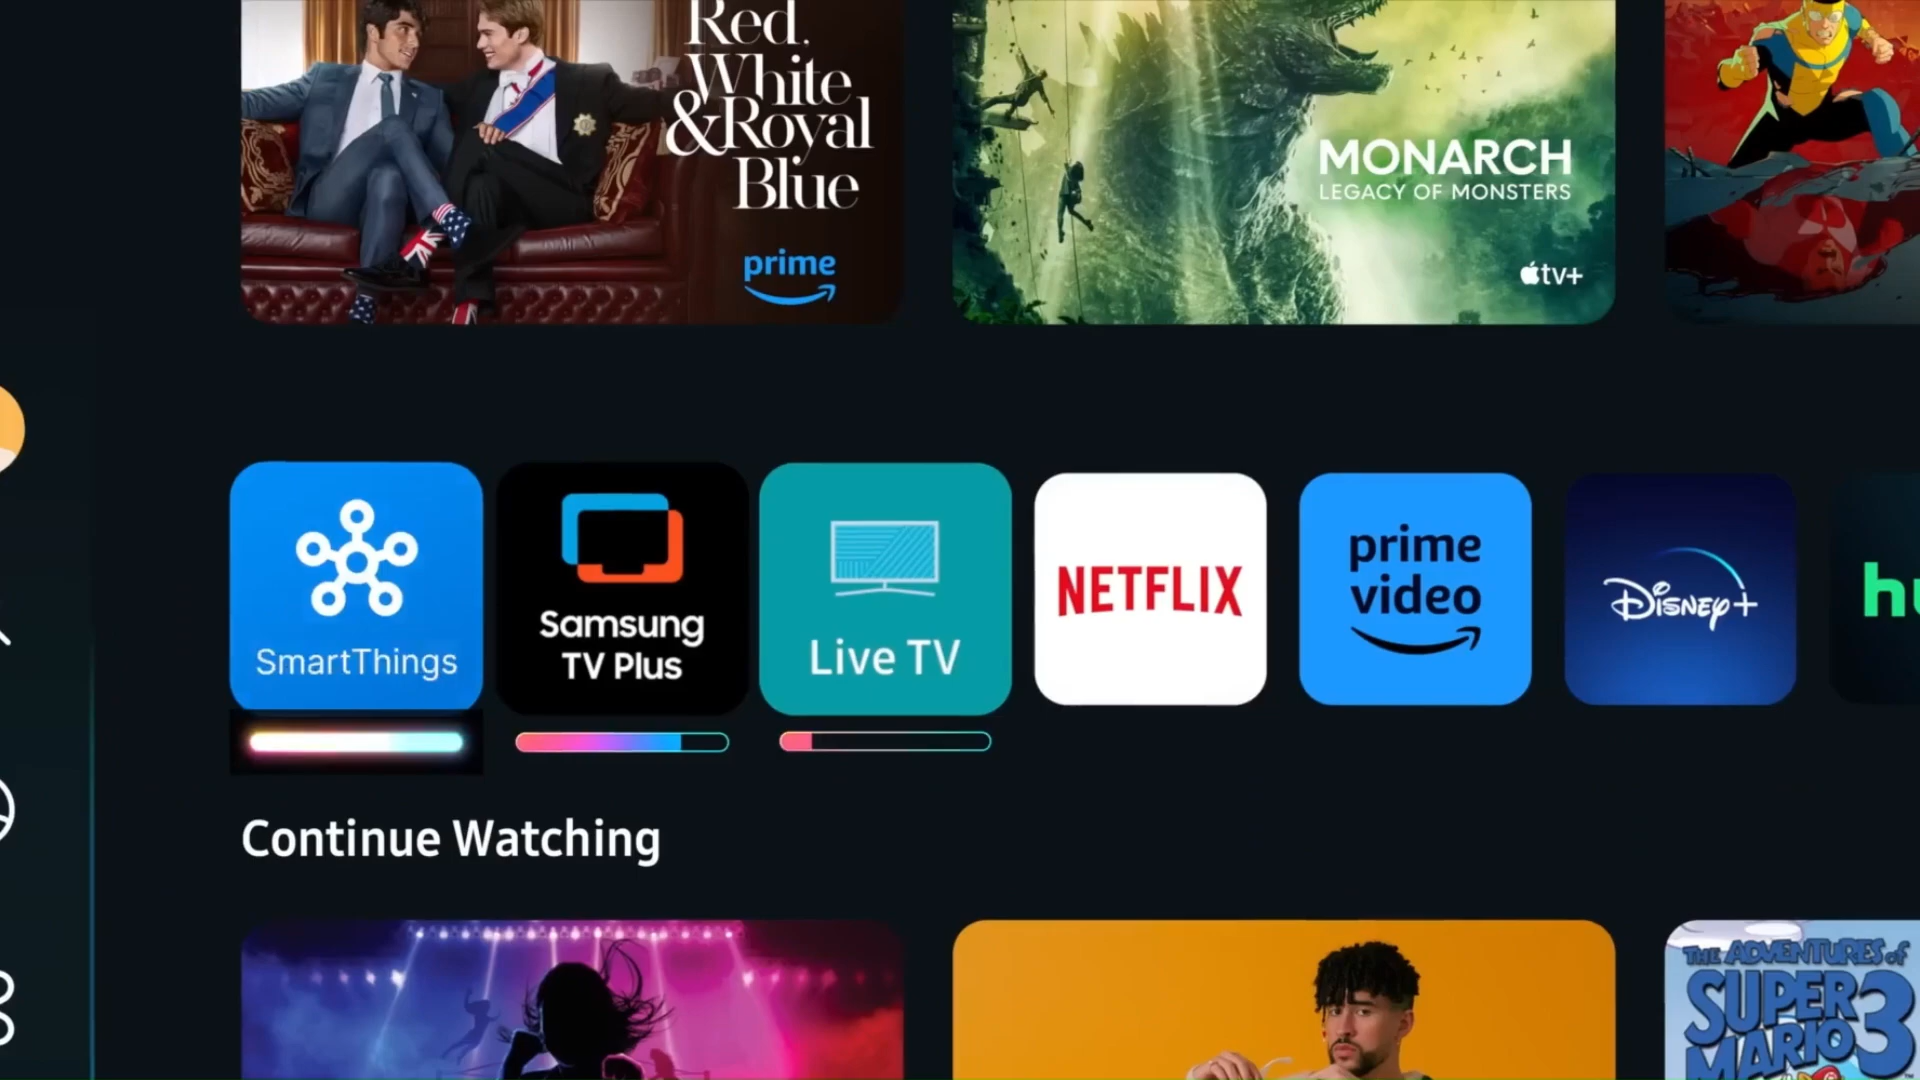 Red.
White
&Royal
Blue
prime
MONARCH
LEGACY OF MONSTERS
tv+
SmartThings
Samsung
TV Plus
Live TV
NETFLIX
prime
video
Disney+
hu
Continue Watching
THE ADVENTURES of
SUPER
MARIO 3